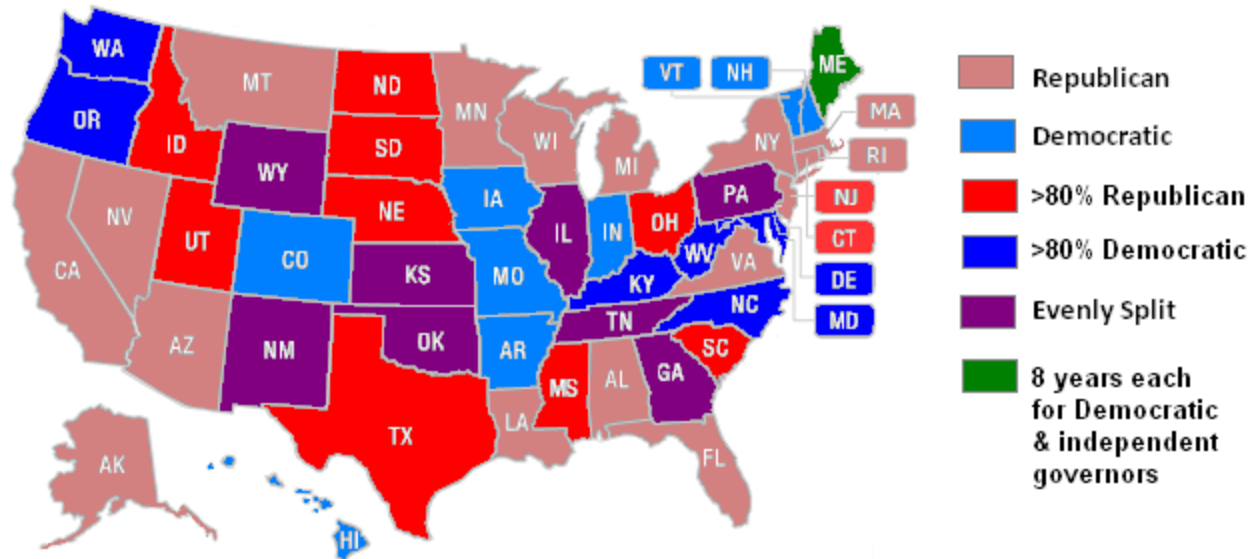 WA
OR
CA
NV
ID
MT
WY
UT
AZ
CO
NM
ND
SD
NE
KS
OK
TX
MN
IA
MO
AR
LA
WI
IL
MI
IN
OH
KY
TN
MS
AL
GA
FL
SC
NC
VA
WV
PA
NY
VT
NH
ME
MA
RI
NJ
CT
DE
MD
AK
HI
Republican
Democratic
>80% Republican
>80% Democratic
Evenly Split
8 years each
for Democratic
& independent
governors